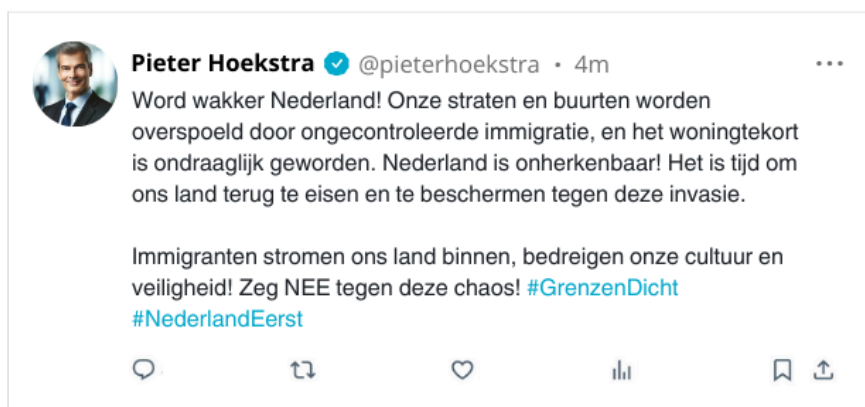 Pieter Hoekstra @pieterhoekstra • 4m
Word wakker Nederland! Onze straten en buurten worden
overspoeld door ongecontroleerde immigratie, en het woningtekort
is ondraaglijk geworden. Nederland is onherkenbaar! Het is tijd om
ons land terug te eisen en te beschermen tegen deze invasie.
Immigranten stromen ons land binnen, bedreigen onze cultuur en
veiligheid! Zeg NEE tegen deze chaos! #GrenzenDicht
#NederlandEerst